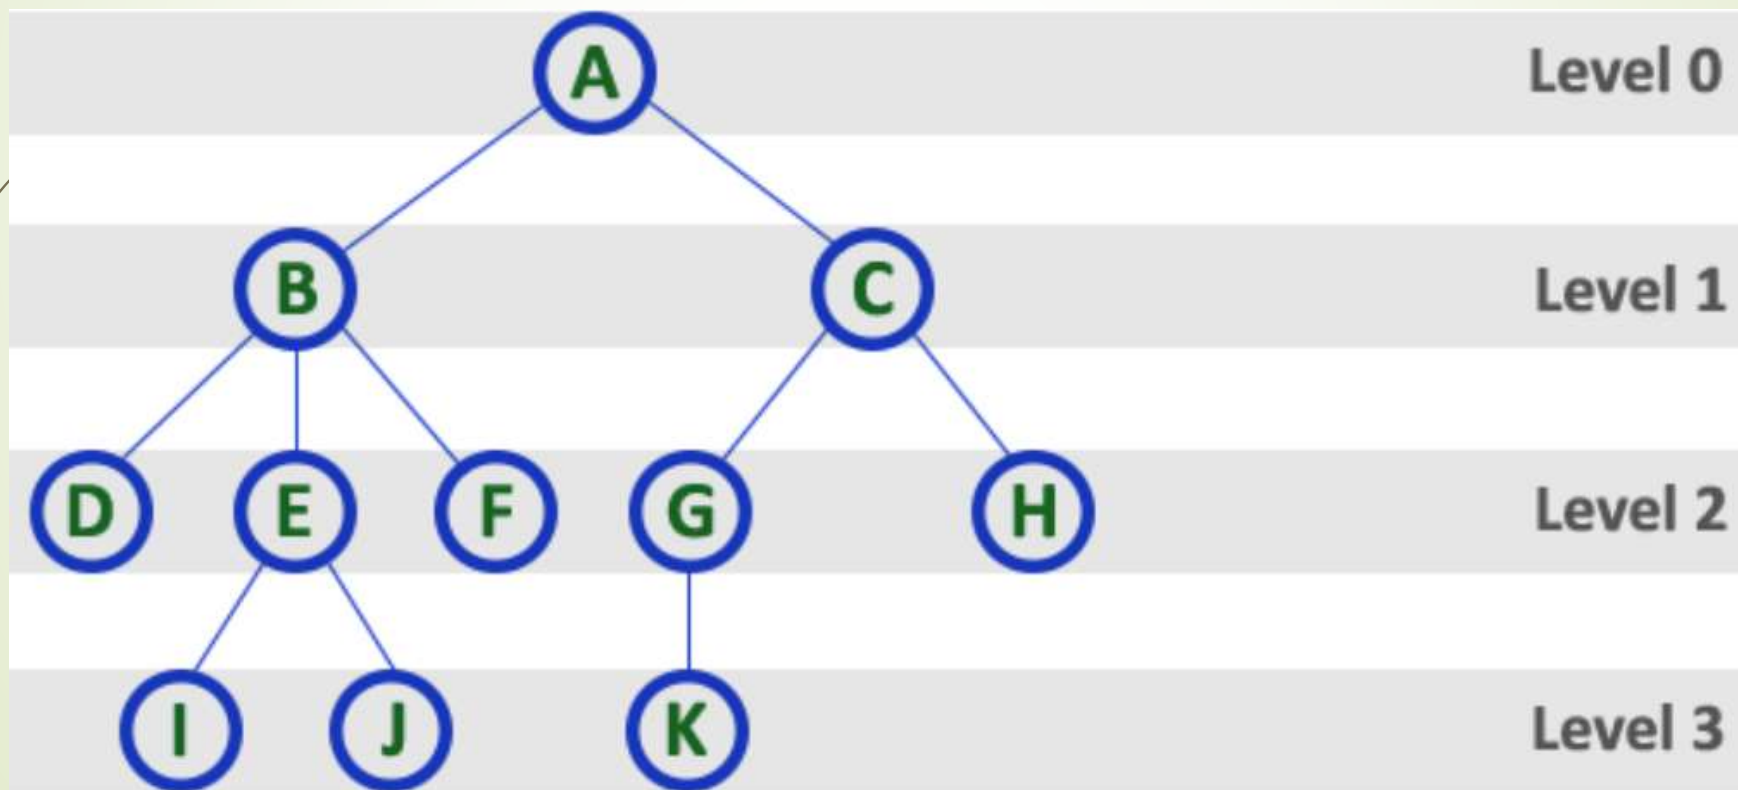 A Level 0
B C Level 1
D E F G H Level 2
I J K Level 3